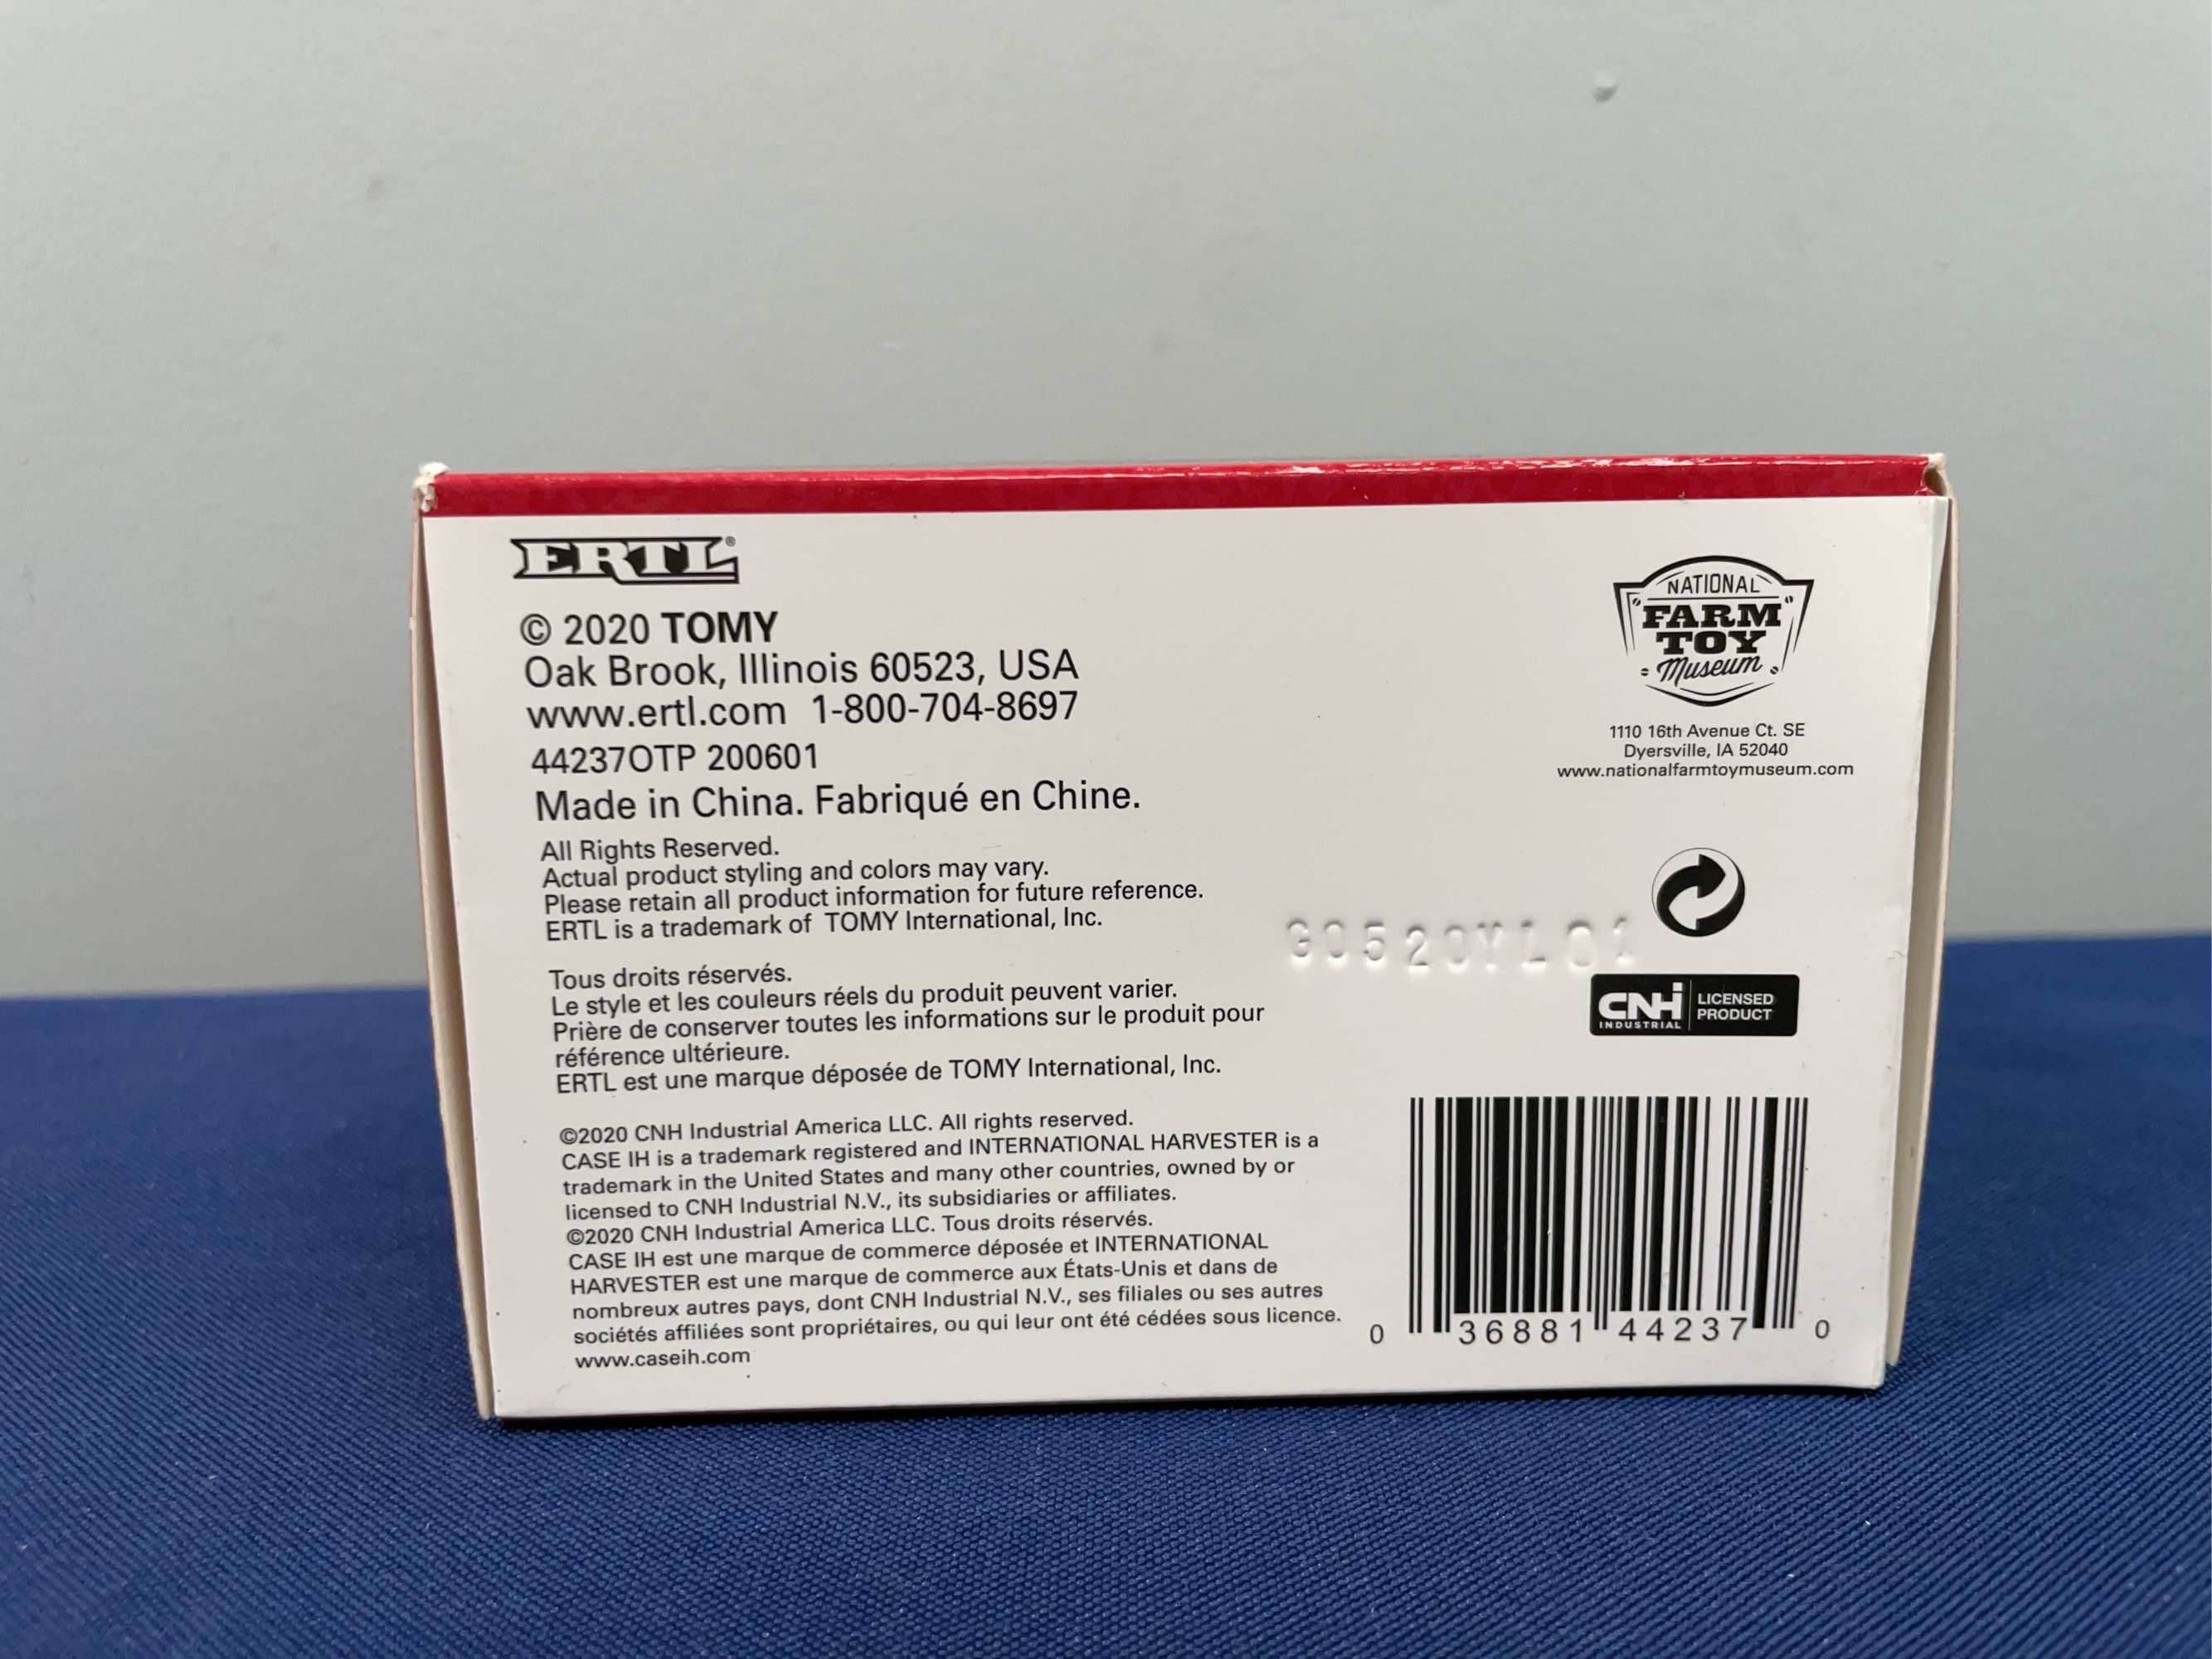 ERTL®
© 2020 TOMY
Oak Brook, Illinois 60523, USA
www.ertl.com 1-800-704-8697
44237OTP 200601
Made in China. Fabriqué en Chine.
All Rights Reserved.
Actual product styling and colors may vary.
Please retain all product information for future reference.
ERTL is a trademark of TOMY International, Inc.
Tous droits réservés.
Le style et les couleurs réels du produit peuvent varier.
Prière de conserver toutes les informations sur le produit pour
référence ultérieure.
ERTL est une marque déposée de TOMY International, Inc.
©2020 CNH Industrial America LLC. All rights reserved.
CASE IH is a trademark registered and INTERNATIONAL HARVESTER is a
trademark in the United States and many other countries, owned by or
licensed to CNH Industrial N.V., its subsidiaries or affiliates.
©2020 CNH Industrial America LLC. Tous droits réservés.
CASE IH est une marque de commerce déposée et INTERNATIONAL
HARVESTER est une marque de commerce aux États-Unis et dans de
nombreux autres pays, dont CNH Industrial N.V., ses filiales ou ses autres
sociétés affiliées sont propriétaires, ou qui leur ont été cédées sous licence.
www.caseih.com
NATIONAL
FARM
TOY
Museum
1110 16th Avenue Ct. SE
Dyersville, IA 52040
www.nationalfarmtoymuseum.com
CNH
INDUSTRIAL
LICENSED
PRODUCT
0 36881 44237 0